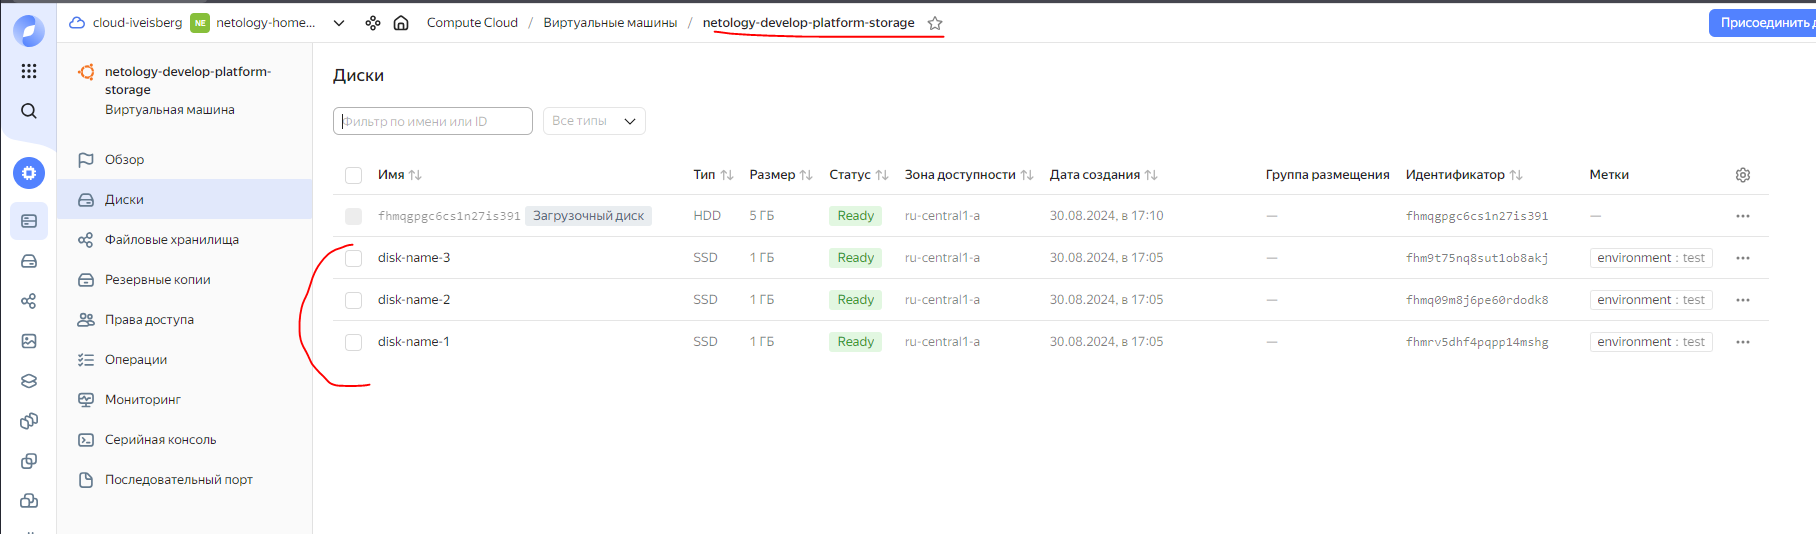 cloud-iveisberg NE netology-home... Compute Cloud / Виртуальные машины / netology-develop-platform-storage Присоединить д
netology-develop-platform-
storage
Виртуальная машина
Обзор
Диски
Файловые хранилища
Резервные копии
Права доступа
Операции
Мониторинг
Серийная консоль
Последовательный порт
Диски
Фильтр по имени или ID Все типы
Имя Тип Размер Статус Зона доступности Дата создания Группа размещения Идентификатор Метки
fhmqgpgc6cs1n27is391 Загрузочный диск HDD 5 ГБ Ready ru-central1-a 30.08.2024, в 17:10 — fhmqgpgc6cs1n27is391 —
disk-name-3 SSD 1 ГБ Ready ru-central1-a 30.08.2024, в 17:05 — fhm9t75nq8sut1ob8akj environment : test
disk-name-2 SSD 1 ГБ Ready ru-central1-a 30.08.2024, в 17:05 — fhmq09m8j6pe60rdodk8 environment : test
disk-name-1 SSD 1 ГБ Ready ru-central1-a 30.08.2024, в 17:05 — fhmrv5dhf4pqpp14mshg environment : test